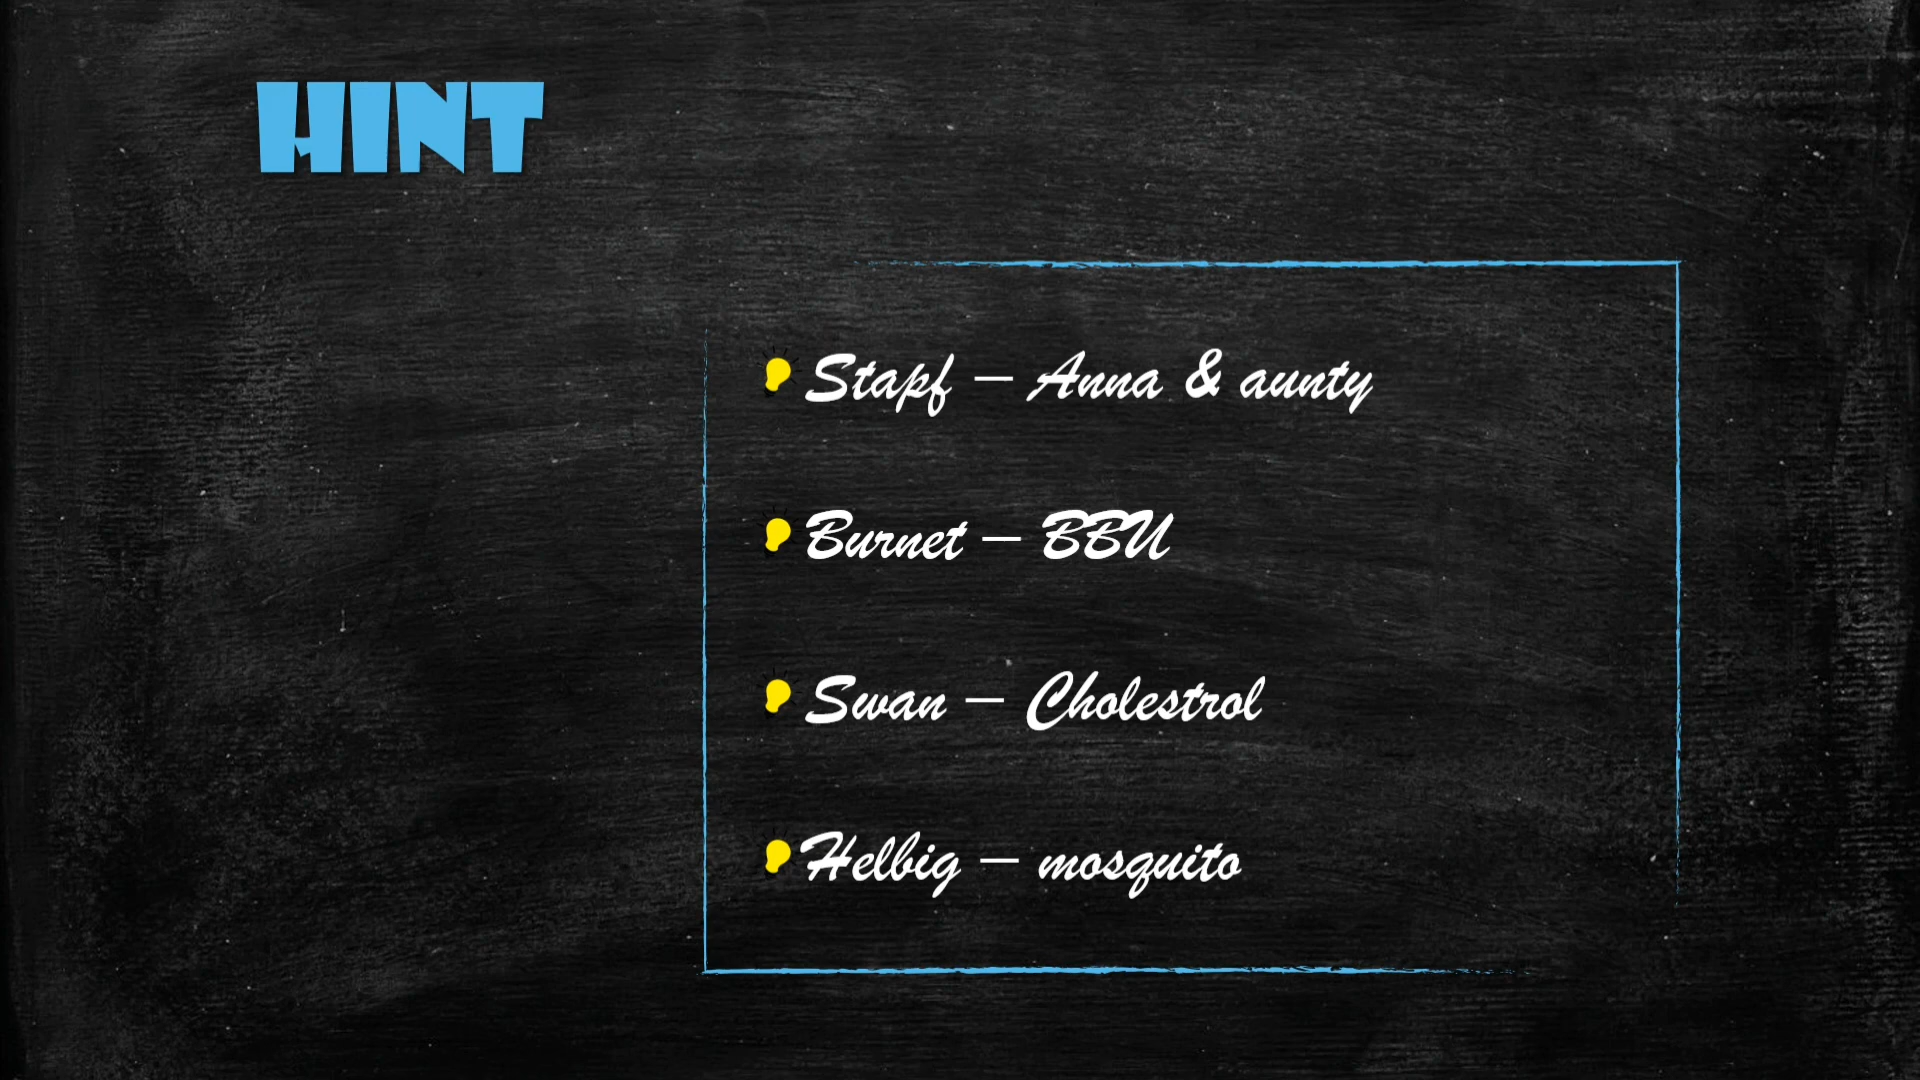 HINT
Stapf – Anna & aunty
Burnet – BBU
Swan – Cholestrol
Helbig – mosquito